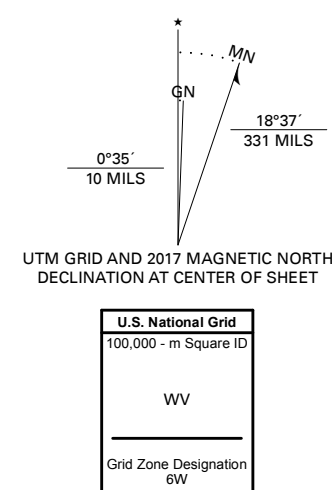 ★
MN
GN
18°37´
331 MILS
0°35´
10 MILS
UTM GRID AND 2017 MAGNETIC NORTH
DECLINATION AT CENTER OF SHEET
U.S. National Grid
100,000 - m Square ID
WV
Grid Zone Designation
6W